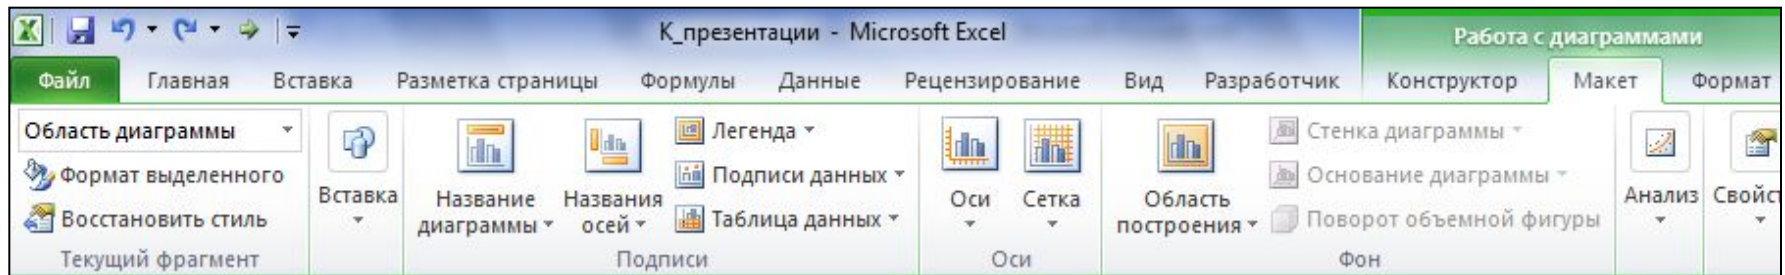 К_презентации - Microsoft Excel
Работа с диаграммами
Файл Главная Вставка Разметка страницы Формулы Данные Рецензирование Вид Разработчик Конструктор Макет Формат
Область диаграммы
Формат выделенного
Восстановить стиль
Текущий фрагмент
Вставка
Название
диаграммы
Названия
осей
Легенда
Подписи данных
Таблица данных
Подписи
Оси
Сетка
Оси
Область
построения
Стенка диаграммы
Основание диаграммы
Поворот объемной фигуры
Фон
Анализ
Свойст